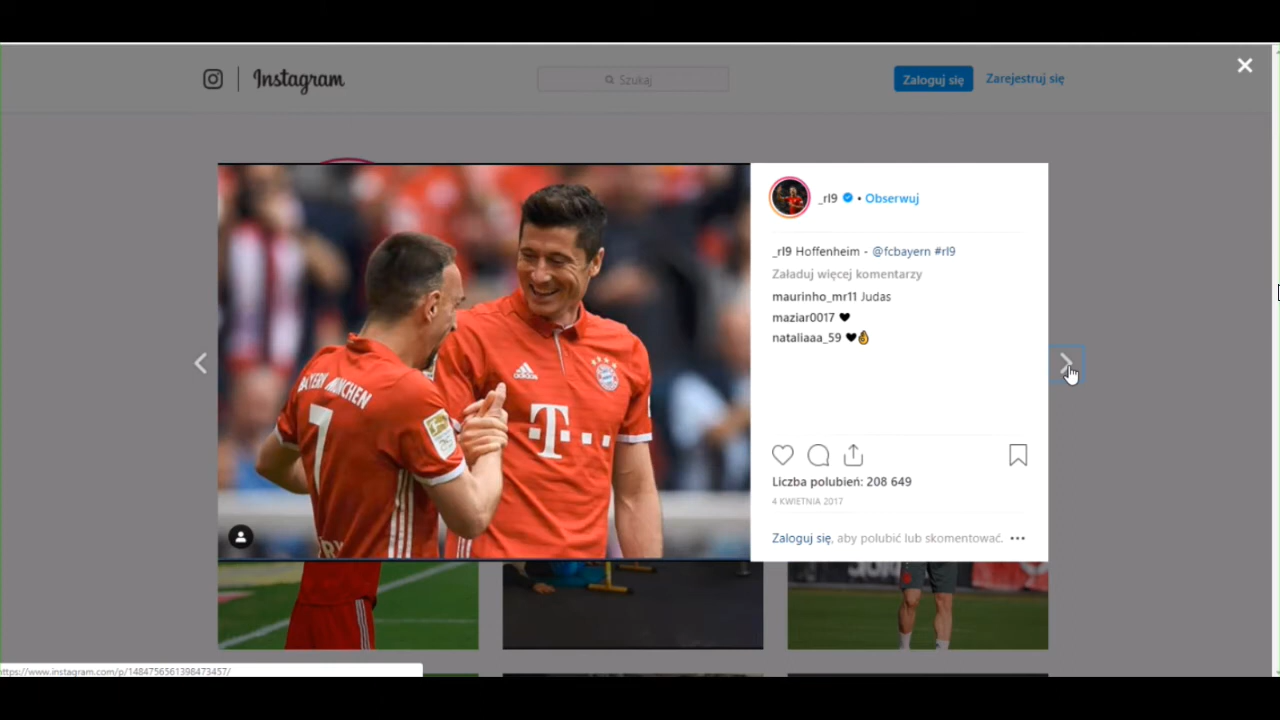 Instagram
Szukaj
Zaloguj się
Zarejestruj się
_rl9 • Obserwuj
_rl9 Hoffenheim - @fcbayern #rl9
Załaduj więcej komentarzy
maurinho_mr11 Judas
maziar0017 🖤
nataliaaa_59 🖤👌
BAYERN MÜNCHEN
7
RY
adidas
T
Liczba polubień: 208 649
4 KWIETNIA 2017
Zaloguj się, aby polubić lub skomentować.
https://www.instagram.com/p/1484756561398473457/